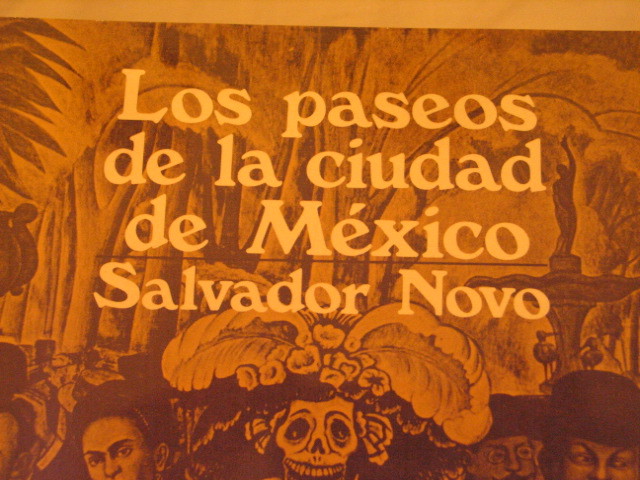 Los paseos
de la ciudad
de México
Salvador Novo